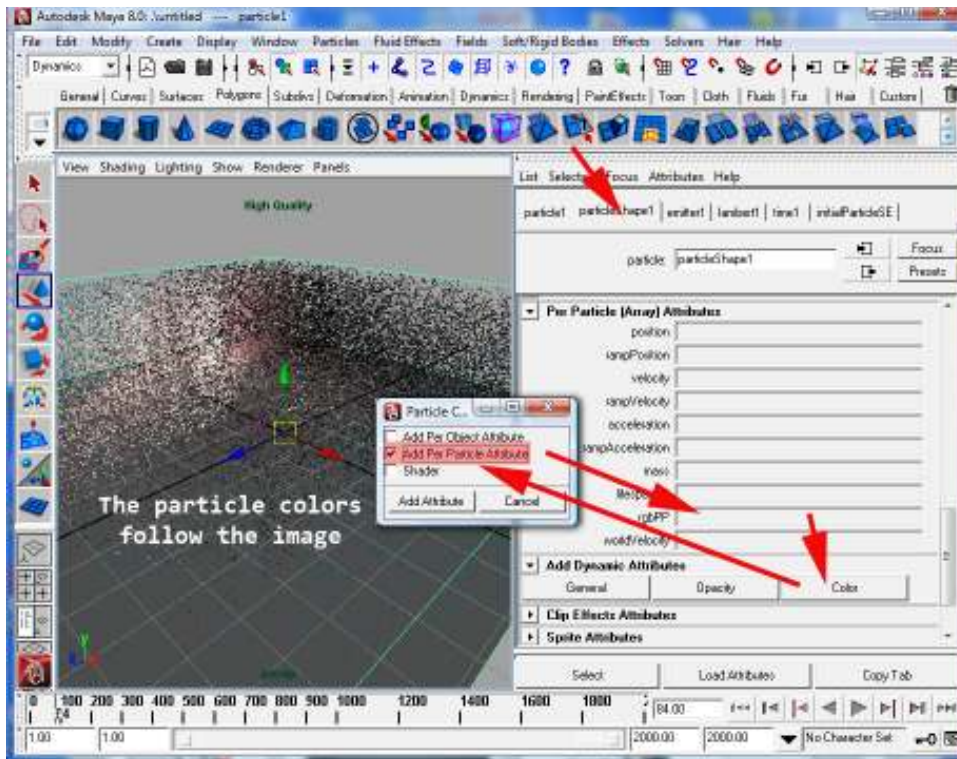 Autodesk Maya 8.0: .\untitled --- particle1
File Edit Modify Create Display Window Particles Fluid Effects Fields Soft/Rigid Bodies Effects Solvers Hair Help
Dynamics
General Curves Surfaces Polygons Subdivs Deformation Animation Dynamics Rendering PaintEffects Toon Cloth Fluids Fur Hair Custom
View Shading Lighting Show Renderer Panels
List Selected Focus Attributes Help
High Quality
particle1 particleShape1 emitter1 lambert1 time1 initialParticleSE
particle: particleShape1
Focus
Presets
Per Particle (Array) Attributes
position
rampPosition
velocity
rampVelocity
acceleration
rampAcceleration
mass
rgbPP
worldVelocity
Particle C...
Add Per Object Attribute
Add Per Particle Attribute
Shader
Add Attribute Cancel
The particle colors
follow the image
Add Dynamic Attributes
General Opacity Color
Clip Effects Attributes
Sprite Attributes
Select Load Attributes Copy Tab
0 100 200 300 400 500 600 700 800 900 1000 1200 1400 1600 1800
84.00
1.00 1.00 2000.00 2000.00 No Character Set